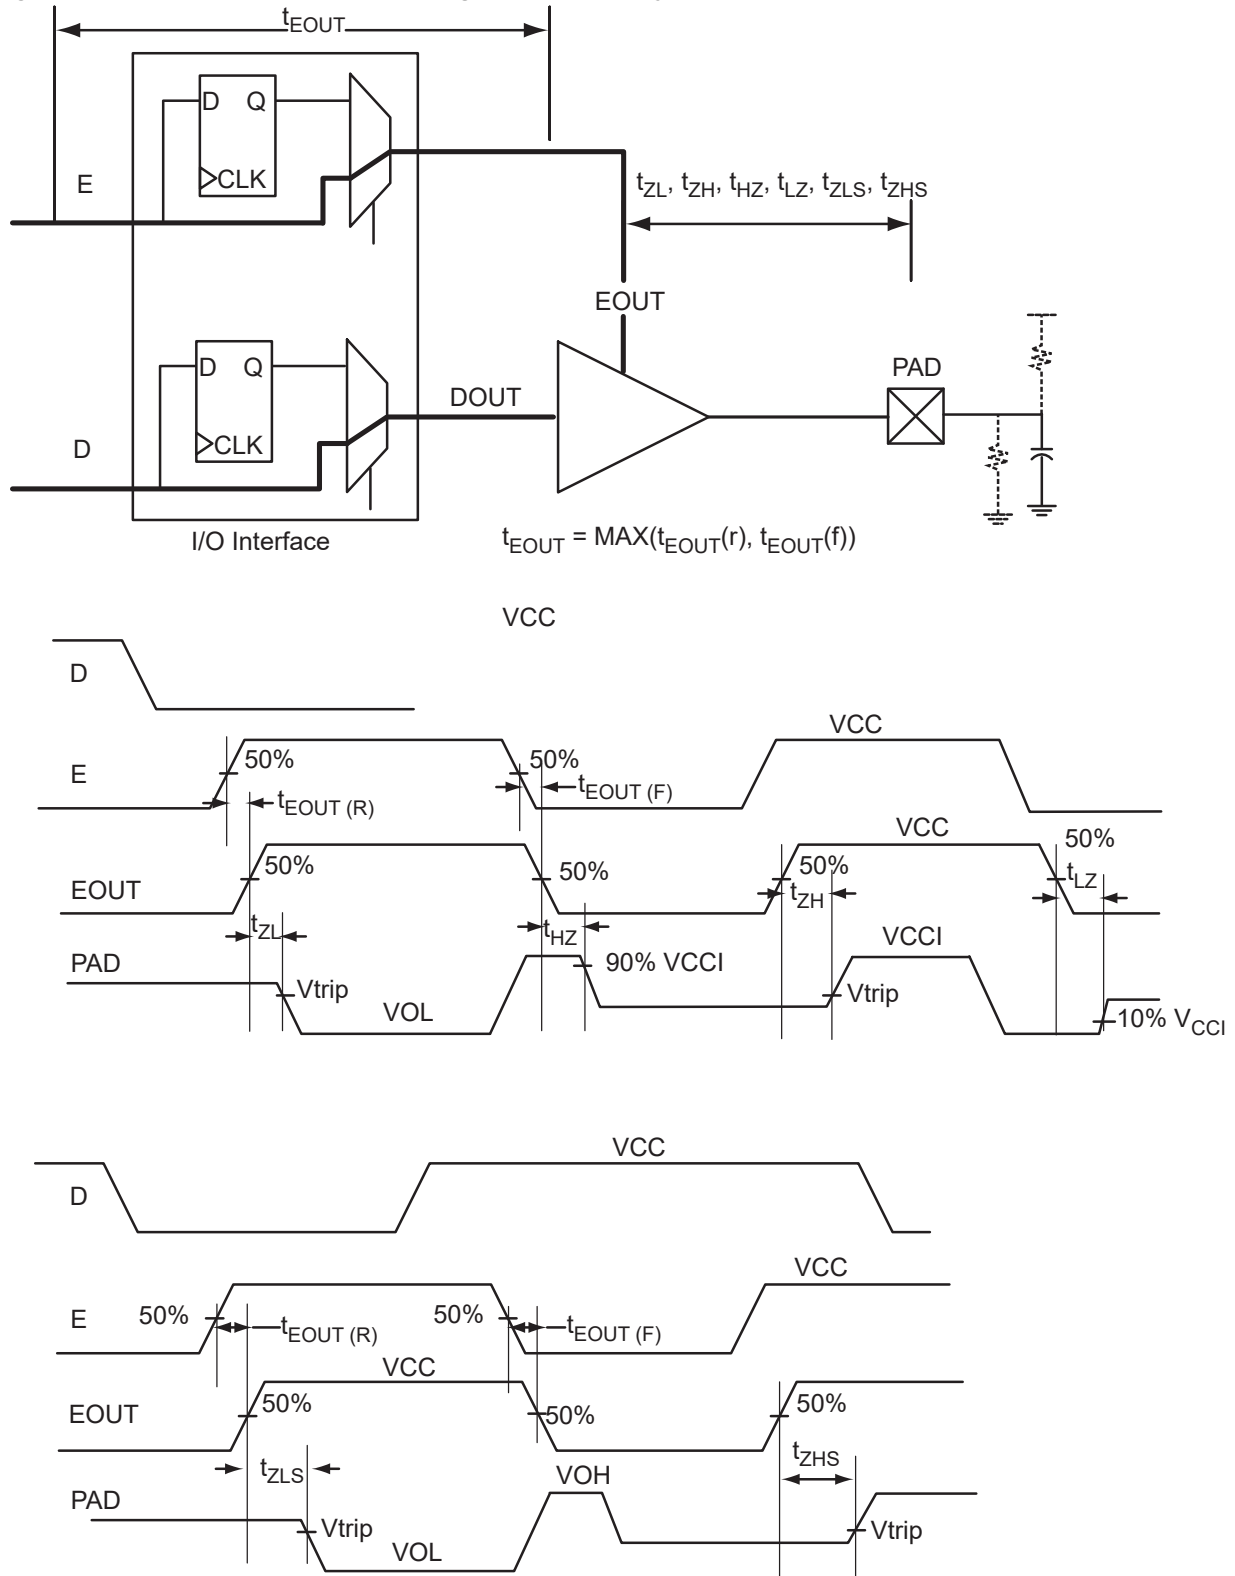 tEOUT
D Q
CLK
E
tZL, tZH, tHZ, tLZ, tZLS, tZHS
EOUT
D Q
CLK
D
DOUT
PAD
I/O Interface
tEOUT = MAX(tEOUT(r), tEOUT(f))
VCC
D
VCC
E
50%
50%
tEOUT (R)
tEOUT (F)
VCC
50%
EOUT
50%
50%
50%
tZL
tHZ
tZH
tLZ
PAD
Vtrip
VOL
90% VCCI
Vtrip
VCCI
10% VCCI
VCC
D
VCC
E
50%
tEOUT (R)
50%
tEOUT (F)
VCC
EOUT
50%
50%
50%
tZLS
tZHS
PAD
VOH
Vtrip
VOL
Vtrip